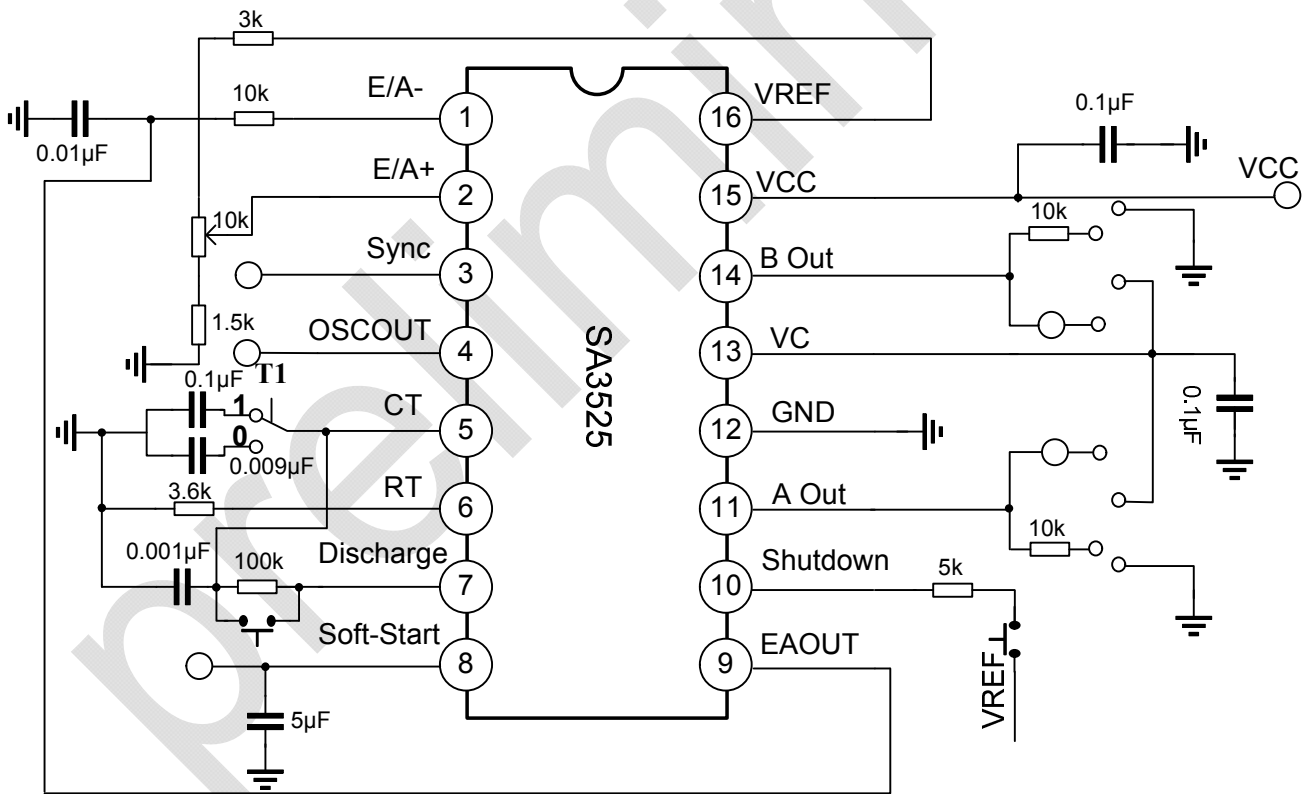 3k
E/A-
VREF
0.1µF
10k
1
16
0.01µF
E/A+
VCC
VCC
2
15
10k
10k
Sync
B Out
3
14
1.5k
OSCOUT
VC
4
13
T1
0.1µF
SA3525
1
CT
GND
0.1µF
5
12
0
0.009µF
RT
A Out
3.6k
6
11
0.001µF
Discharge
100k
Shutdown
10k
7
10
5k
Soft-Start
EAOUT
8
9
VREF
5µF
prelimin